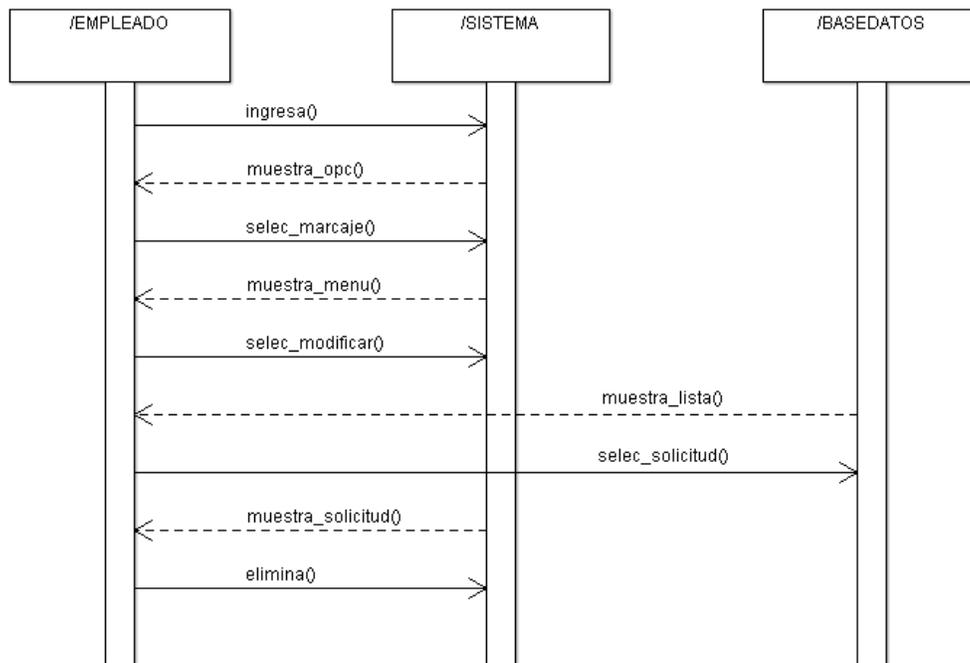 /EMPLEADO
/SISTEMA
/BASEDATOS
ingresa()
muestra_opc()
selec_marcaje()
muestra_menu()
selec_modificar()
muestra_lista()
selec_solicitud()
muestra_solicitud()
elimina()